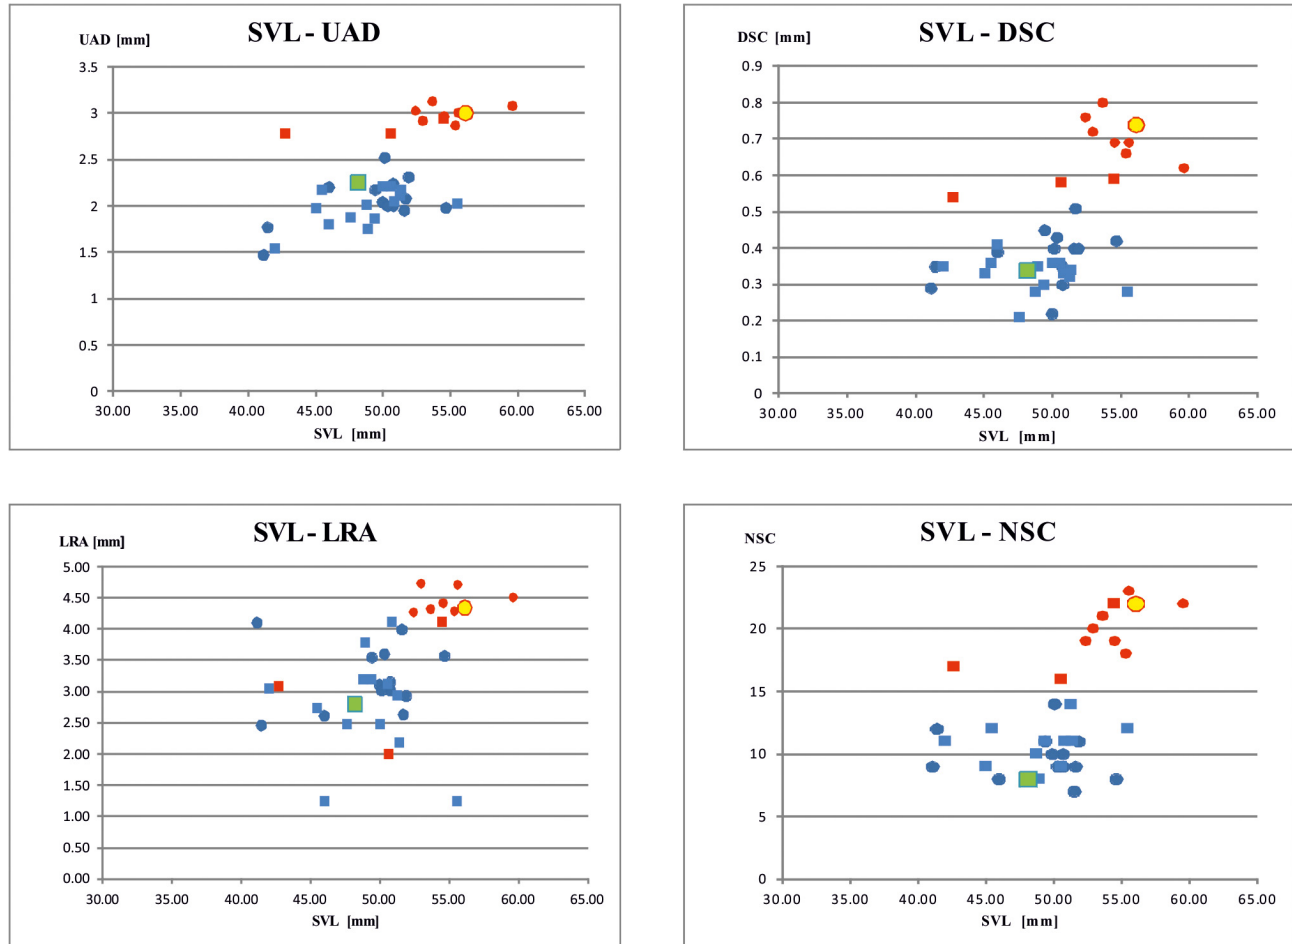 SVL - UAD
UAD [mm]
3.5
3
2.5
2
1.5
1
0.5
0
30.00 35.00 40.00 45.00 50.00 55.00 60.00 65.00
SVL [mm]
SVL - DSC
DSC [mm]
0.9
0.8
0.7
0.6
0.5
0.4
0.3
0.2
0.1
0
30.00 35.00 40.00 45.00 50.00 55.00 60.00 65.00
SVL [mm]
SVL - LRA
LRA [mm]
5.00
4.50
4.00
3.50
3.00
2.50
2.00
1.50
1.00
0.50
0.00
30.00 35.00 40.00 45.00 50.00 55.00 60.00 65.00
SVL [mm]
SVL - NSC
NSC
25
20
15
10
5
0
30.00 35.00 40.00 45.00 50.00 55.00 60.00 65.00
SVL [mm]